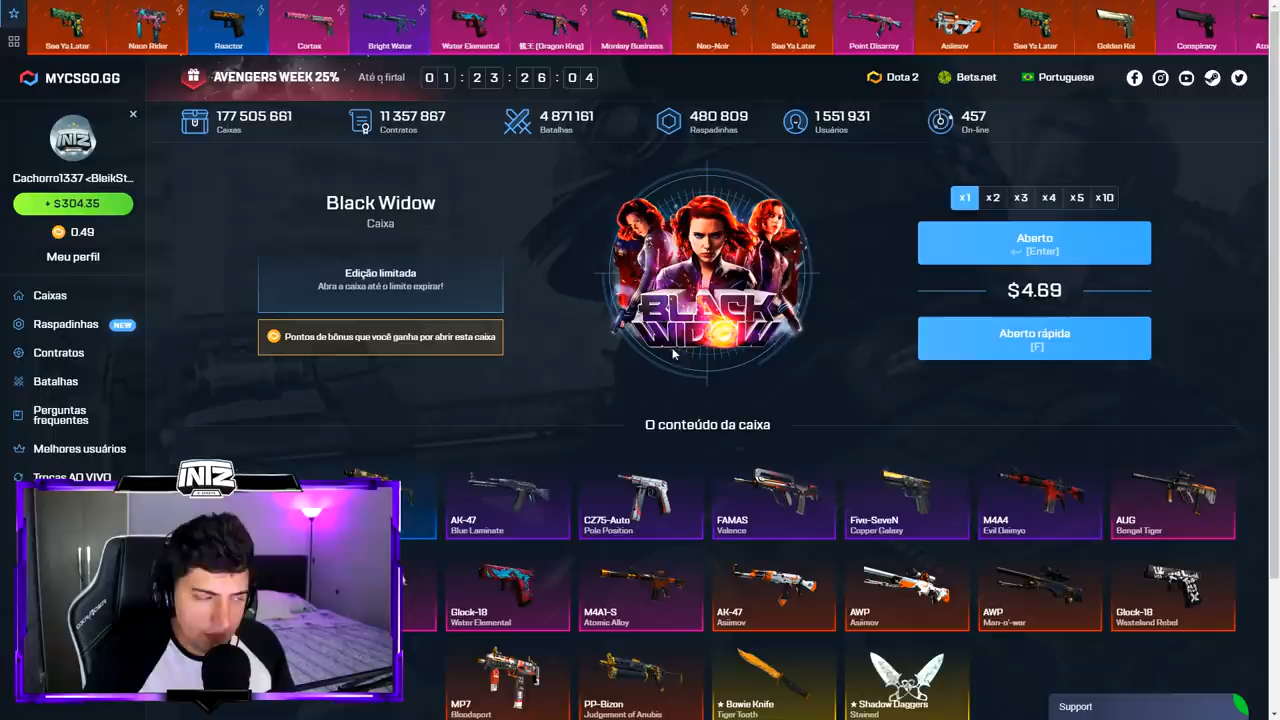 See Ya Later
Neon Rider
Reactor
Cortex
Bright Water
Water Elemental
龍王 (Dragon King)
Monkey Business
Neo-Noir
See Ya Later
Point Disarray
Asiimov
See Ya Later
Golden Koi
Conspiracy
MYCSGO.GG
AVENGERS WEEK 25%
Até o firfal
0 1 : 2 3 : 2 6 : 0 4
Dota 2
Bets.net
Portuguese
177 505 661
Caixas
11 357 867
Contratos
4 871 161
Batalhas
480 809
Raspadinhas
1 551 931
Usuários
457
On-line
Cachorro1337 <BleikSt...
+ $304.35
0.49
Meu perfil
Caixas
Raspadinhas NEW
Contratos
Batalhas
Perguntas
frequentes
Melhores usuários
Trocas AO VIVO
Black Widow
Caixa
Edição limitada
Abra a caixa até o limite expirar!
Pontos de bônus que você ganha por abrir esta caixa
BLACK
WIDOW
x1 x2 x3 x4 x5 x10
Aberto
[Enter]
$4.69
Aberto rápida
[F]
O conteúdo da caixa
AK-47
Blue Laminate
CZ75-Auto
Pole Position
FAMAS
Valence
Five-SeveN
Copper Galaxy
M4A4
Evil Daimyo
AUG
Bengal Tiger
Glock-18
Water Elemental
M4A1-S
Atomic Alloy
AK-47
Asiimov
AWP
Asiimov
AWP
Man-o'-war
Glock-18
Wasteland Rebel
MP7
Bloodsport
PP-Bizon
Judgement of Anubis
★ Bowie Knife
Tiger Tooth
★ Shadow Daggers
Stained
NTZ
Support